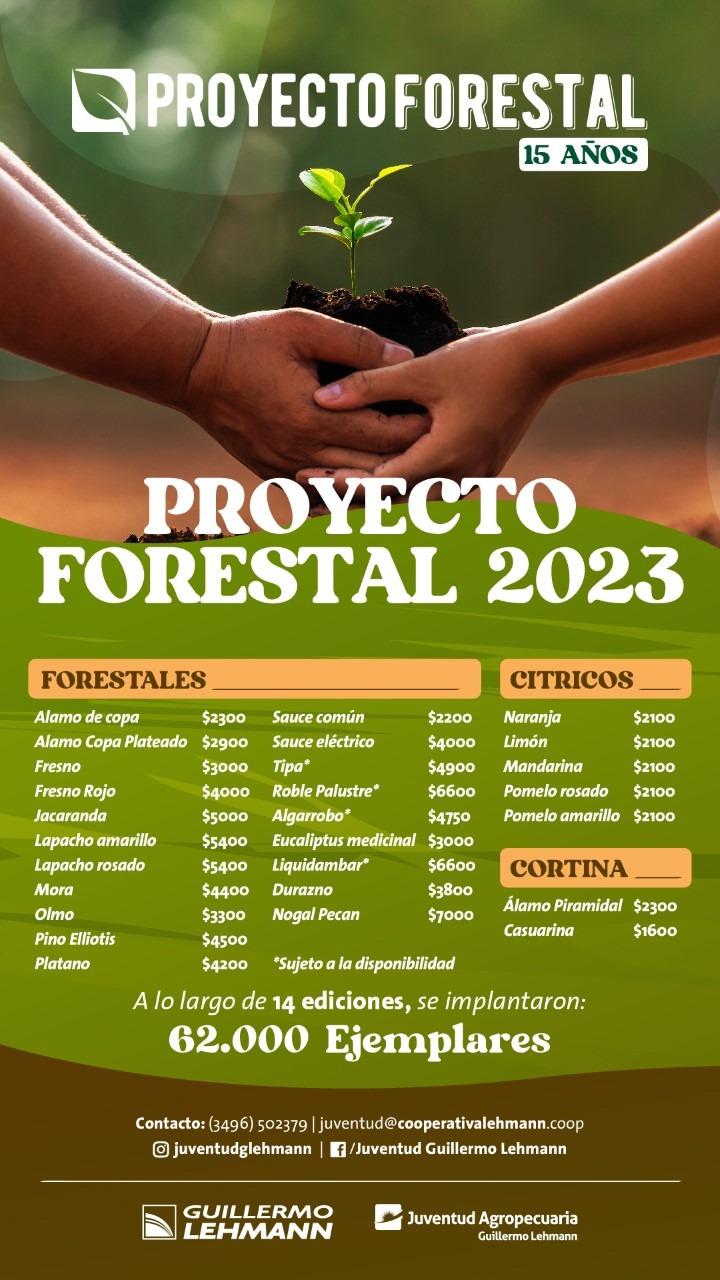 PROYECTO FORESTAL
15 AÑOS
PROYECTO
FORESTAL 2023
FORESTALES
Alamo de copa $2300
Alamo Copa Plateado $2900
Fresno $3000
Fresno Rojo $4000
Jacaranda $5000
Lapacho amarillo $5400
Lapacho rosado $5400
Mora $4400
Olmo $3300
Pino Elliotis $4500
Platano $4200
Sauce común $2200
Sauce eléctrico $4000
Tipa* $4900
Roble Palustre* $6600
Algarrobo* $4750
Eucaliptus medicinal $3000
Liquidambar* $6600
Durazno $3800
Nogal Pecan $7000
*Sujeto a la disponibilidad
CITRICOS
Naranja $2100
Limón $2100
Mandarina $2100
Pomelo rosado $2100
Pomelo amarillo $2100
CORTINA
Álamo Piramidal $2300
Casuarina $1600
A lo largo de 14 ediciones, se implantaron:
62.000 Ejemplares
Contacto: (3496) 502379 | juventud@cooperativalehmann.coop
juventudglehmann | /Juventud Guillermo Lehmann
GUILLERMO
LEHMANN
Juventud Agropecuaria
Guillermo Lehmann